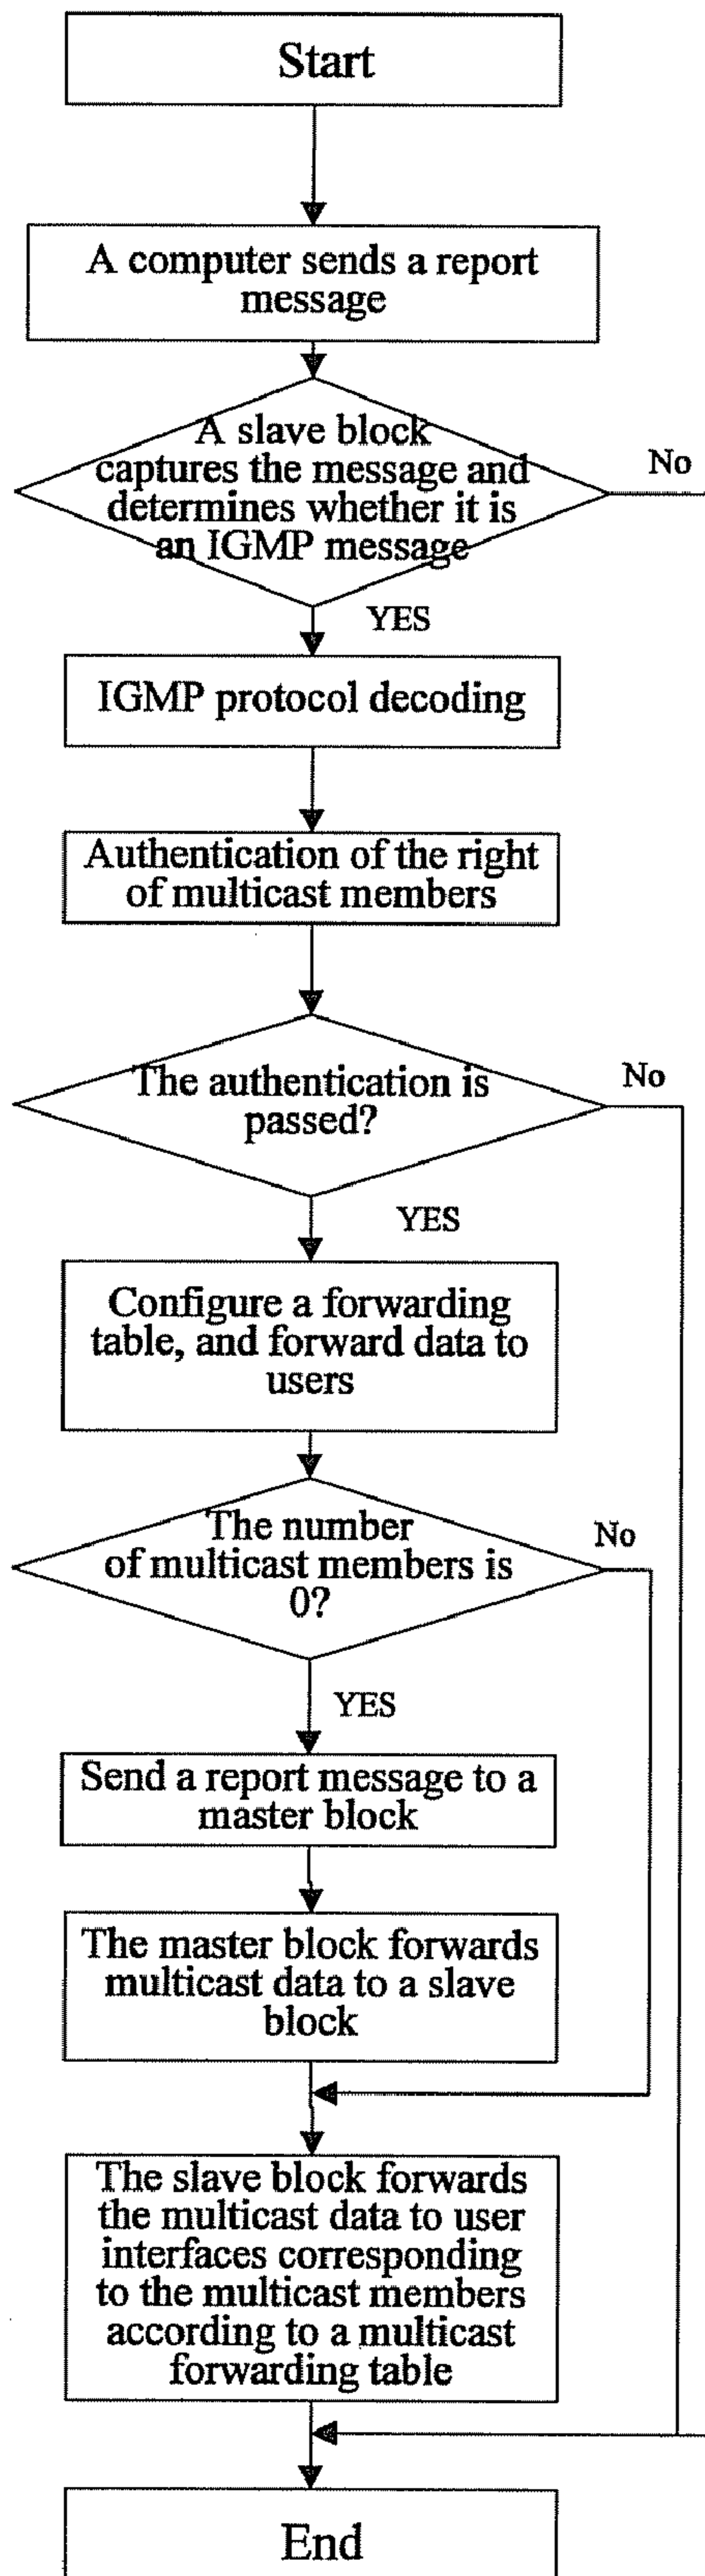 Start
A computer sends a report
message
A slave block
captures the message and
determines whether it is
an IGMP message
No
YES
IGMP protocol decoding
Authentication of the right
of multicast members
The authentication is
passed?
No
YES
Configure a forwarding
table, and forward data to
users
The number
of multicast members is
0?
No
YES
Send a report message to a
master block
The master block forwards
multicast data to a slave
block
The slave block forwards
the multicast data to user
interfaces corresponding
to the multicast members
according to a multicast
forwarding table
End